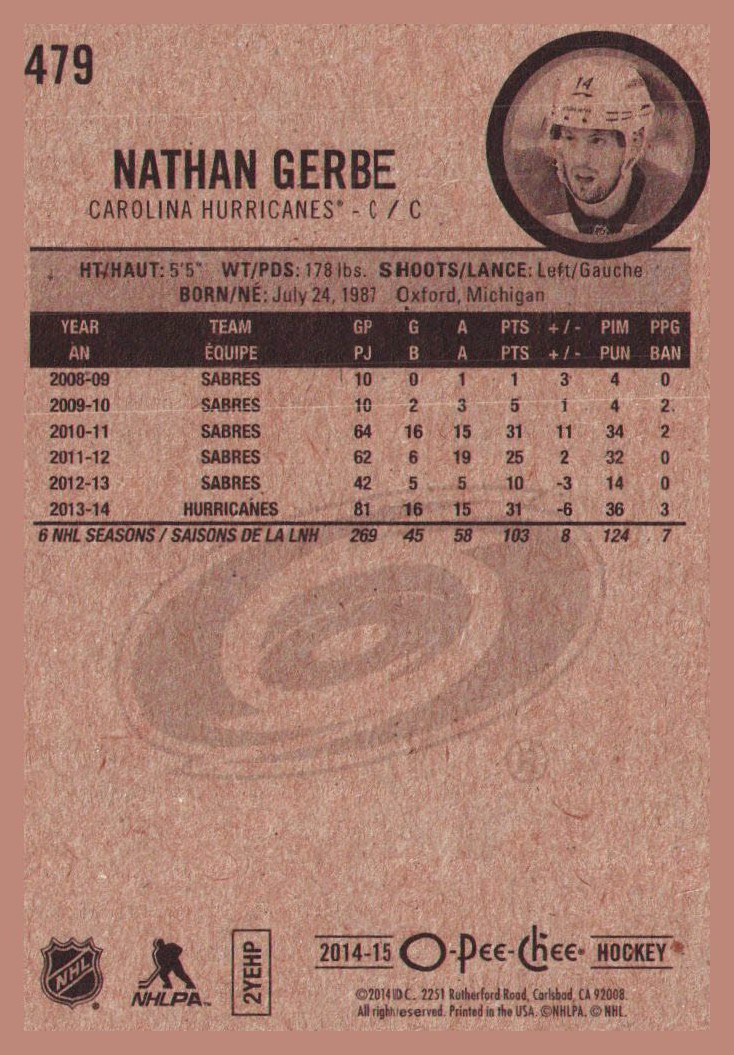 479
14
NATHAN GERBE
CAROLINA HURRICANES® - C / C
HT/HAUT: 5'5" WT/PDS: 178 lbs. SHOOTS/LANCE: Left/Gauche
BORN/NÉ: July 24, 1987 Oxford, Michigan
YEAR TEAM GP G A PTS +/- PIM PPG
AN ÉQUIPE PJ B A PTS +/- PUN BAN
2008-09 SABRES 10 0 1 1 3 4 0
2009-10 SABRES 10 2 3 5 1 4 2
2010-11 SABRES 64 16 15 31 11 34 2
2011-12 SABRES 62 6 19 25 2 32 0
2012-13 SABRES 42 5 5 10 -3 14 0
2013-14 HURRICANES 81 16 15 31 -6 36 3
6 NHL SEASONS / SAISONS DE LA LNH 269 45 58 103 8 124 7
NHL
NHLPA
2YEHP
2014-15 O-Pee-Chee® HOCKEY
©2014 D C. 2251 Rutherford Road, Carlsbad, CA 92008.
All rights reserved. Printed in the USA. ©NHLPA. © NHL.